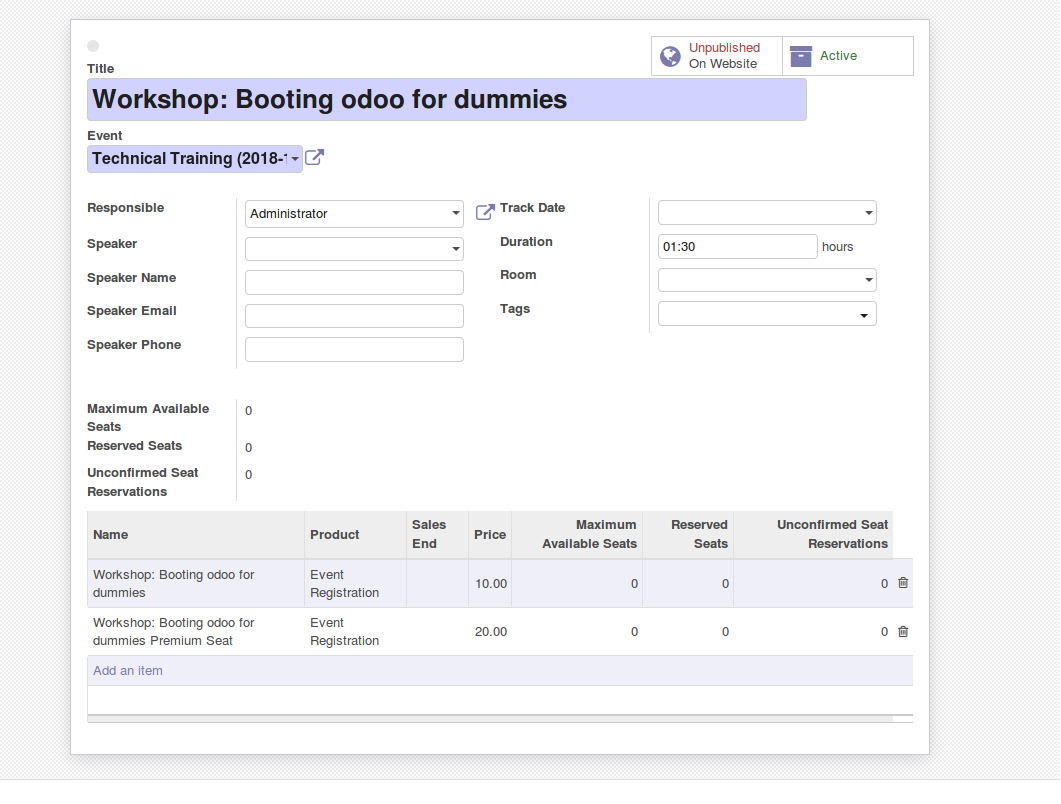 Unpublished
On Website
Active
Title
Workshop: Booting odoo for dummies
Event
Technical Training (2018-
Responsible
Administrator
Speaker
Speaker Name
Speaker Email
Speaker Phone
Track Date
Duration
01:30 hours
Room
Tags
Maximum Available
Seats
0
Reserved Seats
0
Unconfirmed Seat
Reservations
0
Name
Product
Sales
End
Price
Maximum
Available Seats
Reserved
Seats
Unconfirmed Seat
Reservations
Workshop: Booting odoo for
dummies
Event
Registration
10.00
0
0
0
Workshop: Booting odoo for
dummies Premium Seat
Event
Registration
20.00
0
0
0
Add an item